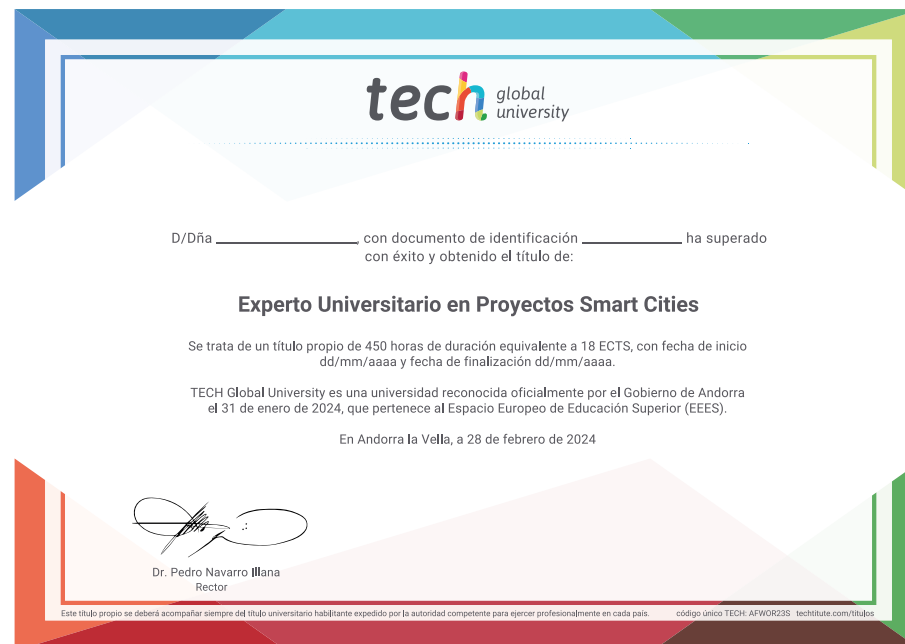 tech global university
D/Dña ____________________, con documento de identificación ______________ ha superado
con éxito y obtenido el título de:
Experto Universitario en Proyectos Smart Cities
Se trata de un título propio de 450 horas de duración equivalente a 18 ECTS, con fecha de inicio
dd/mm/aaaa y fecha de finalización dd/mm/aaaa.
TECH Global University es una universidad reconocida oficialmente por el Gobierno de Andorra
el 31 de enero de 2024, que pertenece al Espacio Europeo de Educación Superior (EEES).
En Andorra la Vella, a 28 de febrero de 2024
Dr. Pedro Navarro Illana
Rector
Este título propio se deberá acompañar siempre del título universitario habilitante expedido por la autoridad competente para ejercer profesionalmente en cada país. código único TECH: AFWOR23S techtitute.com/títulos